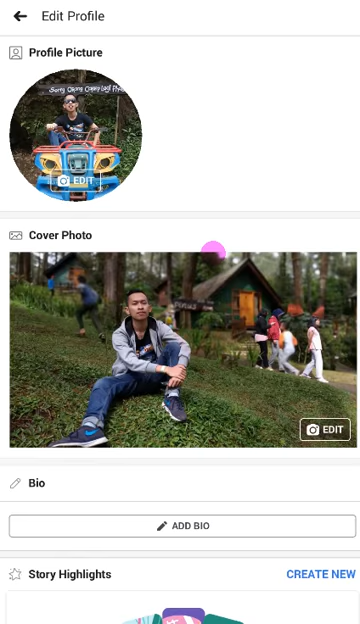 Edit Profile
Profile Picture
EDIT
Cover Photo
EDIT
Bio
ADD BIO
Story Highlights
CREATE NEW